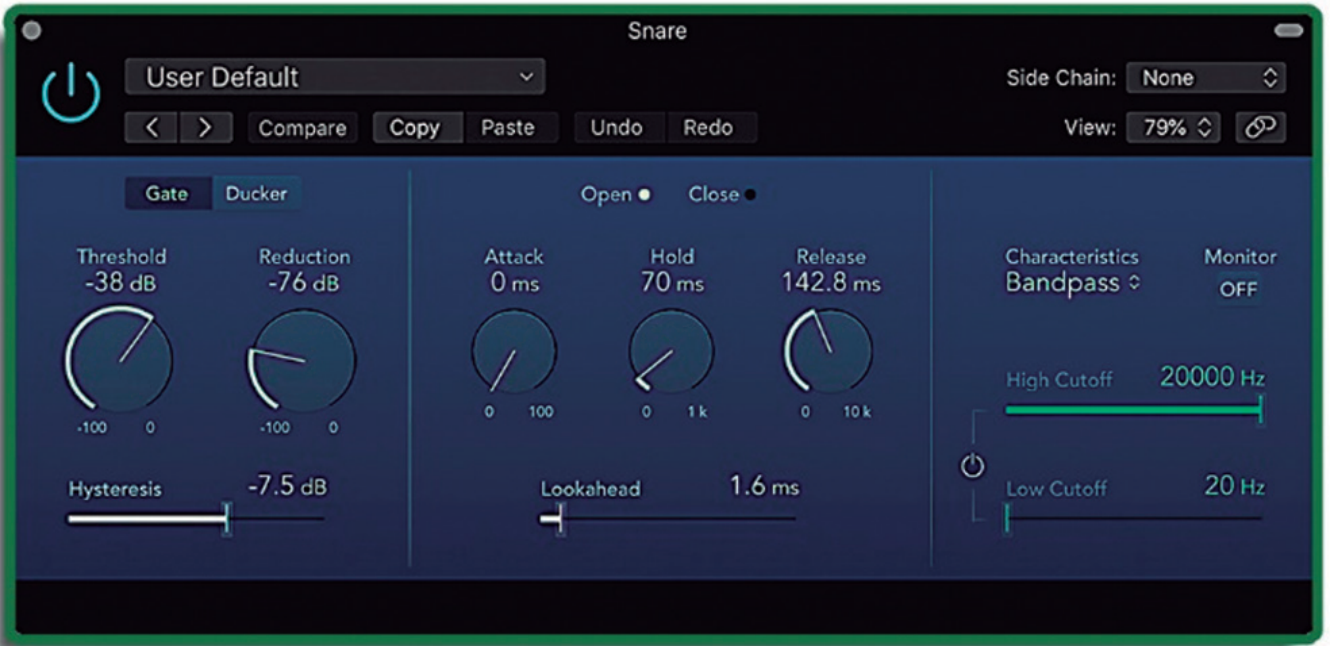 Snare
User Default
Side Chain: None
< > Compare Copy Paste Undo Redo
View: 79%
Gate Ducker
Open Close
Threshold Reduction Attack Hold Release Characteristics Monitor
-38 dB -76 dB 0 ms 70 ms 142.8 ms Bandpass OFF
High Cutoff 20000 Hz
0 100 0 1 k 0 10 k
-100 0 -100 0
Hysteresis -7.5 dB Lookahead 1.6 ms Low Cutoff 20 Hz